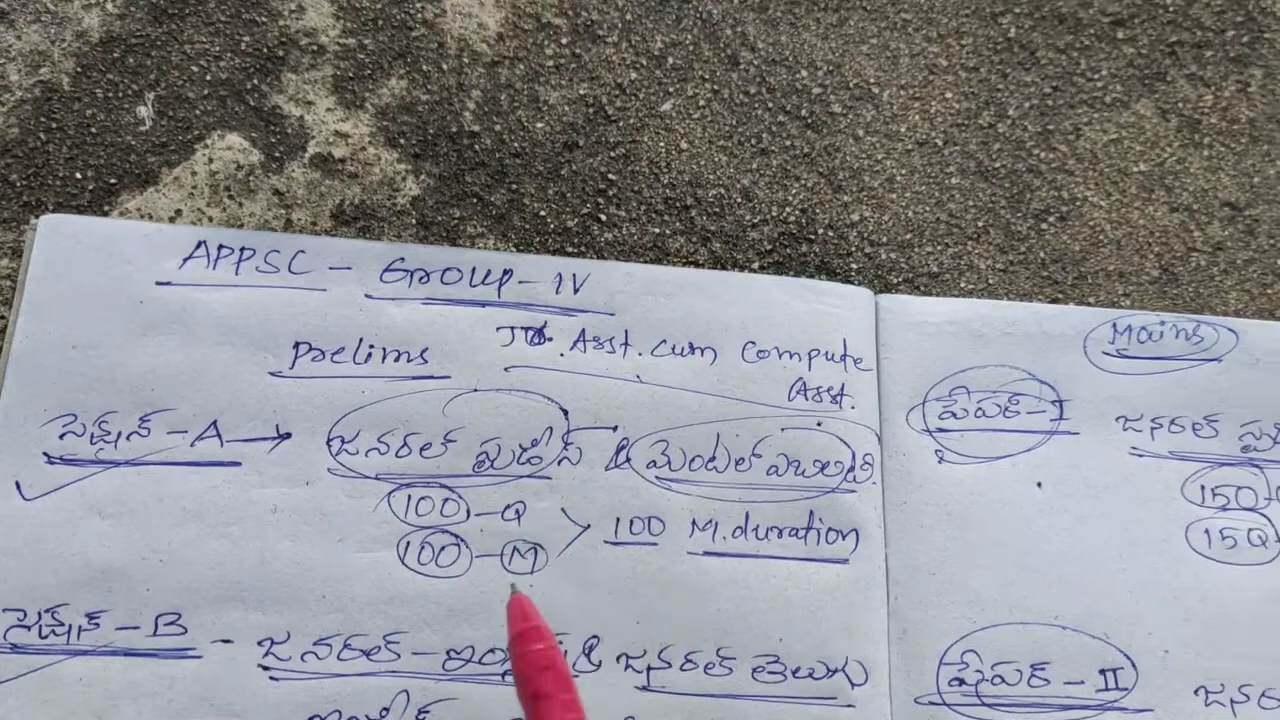 APPSC - Group-IV
Prelims
Jr. Asst. cum Compute
Asst.
సెక్షన్ -A → జనరల్ స్టడీస్ & మెంటల్ ఎబిలిటి.
100 -Q
100 -M > 100 M.duration
సెక్షన్ -B - జనరల్ - & జనరల్ తెలుగు
Mains
పేపర్-I జనరల్
150
150
పేపర్ - II